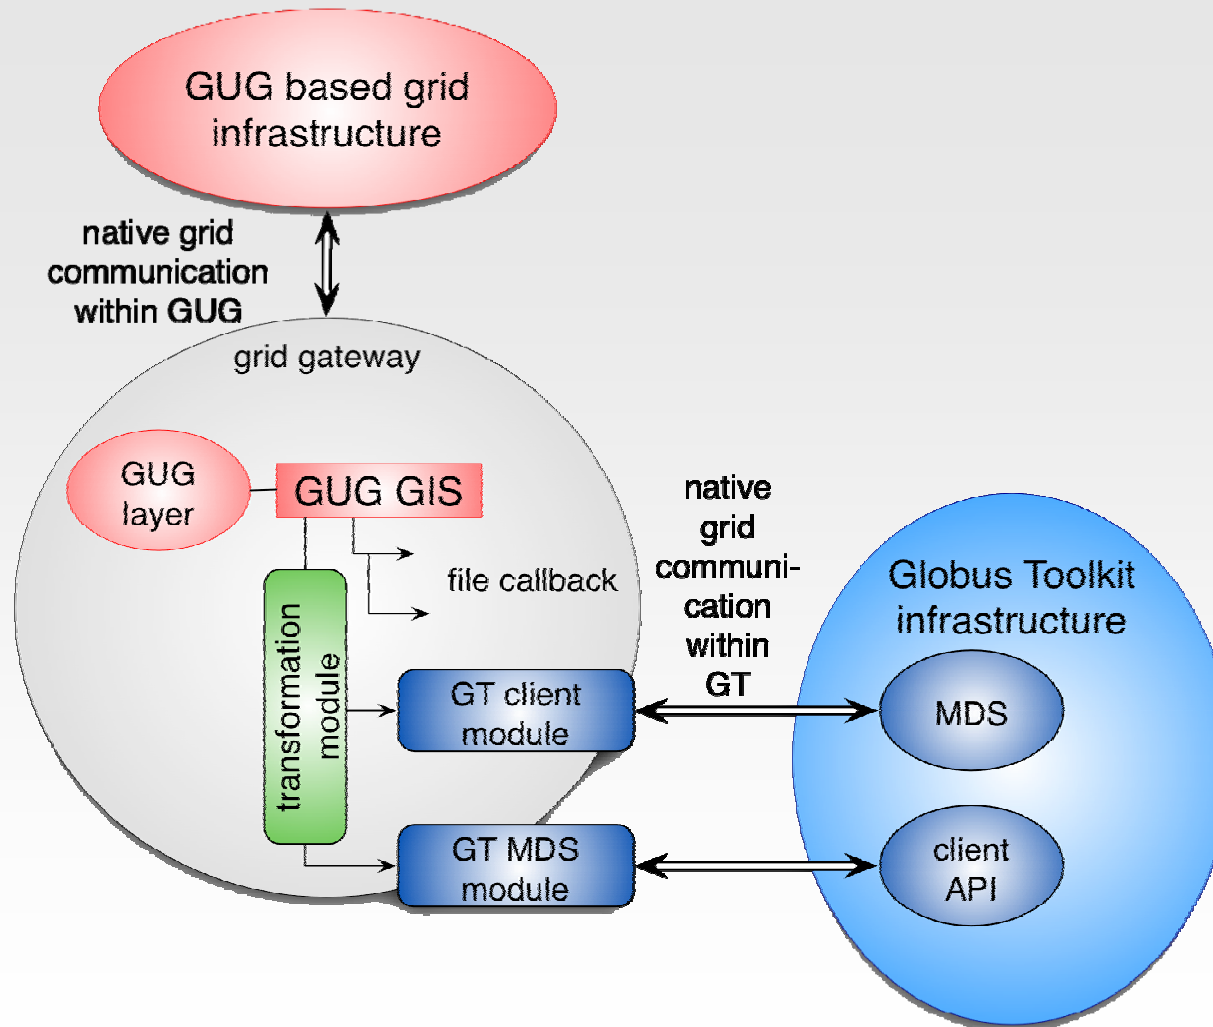 GUG based grid
infrastructure
native grid
communication
within GUG
grid gateway
GUG
layer
GUG GIS
file callback
transformation
module
GT client
module
GT MDS
module
native
grid
communi-
cation
within
GT
Globus Toolkit
infrastructure
MDS
client
API